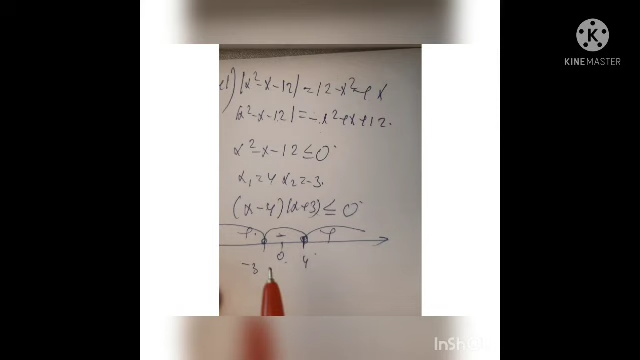 |x²-x-12|=12-x²+x
|x²-x-12|=-x²+x+12.
x²-x-12≤0
x₁=4 x₂=-3.
(x-4)(x+3)≤0
+ - +
-3 0 4
K
KINEMASTER
InShOt